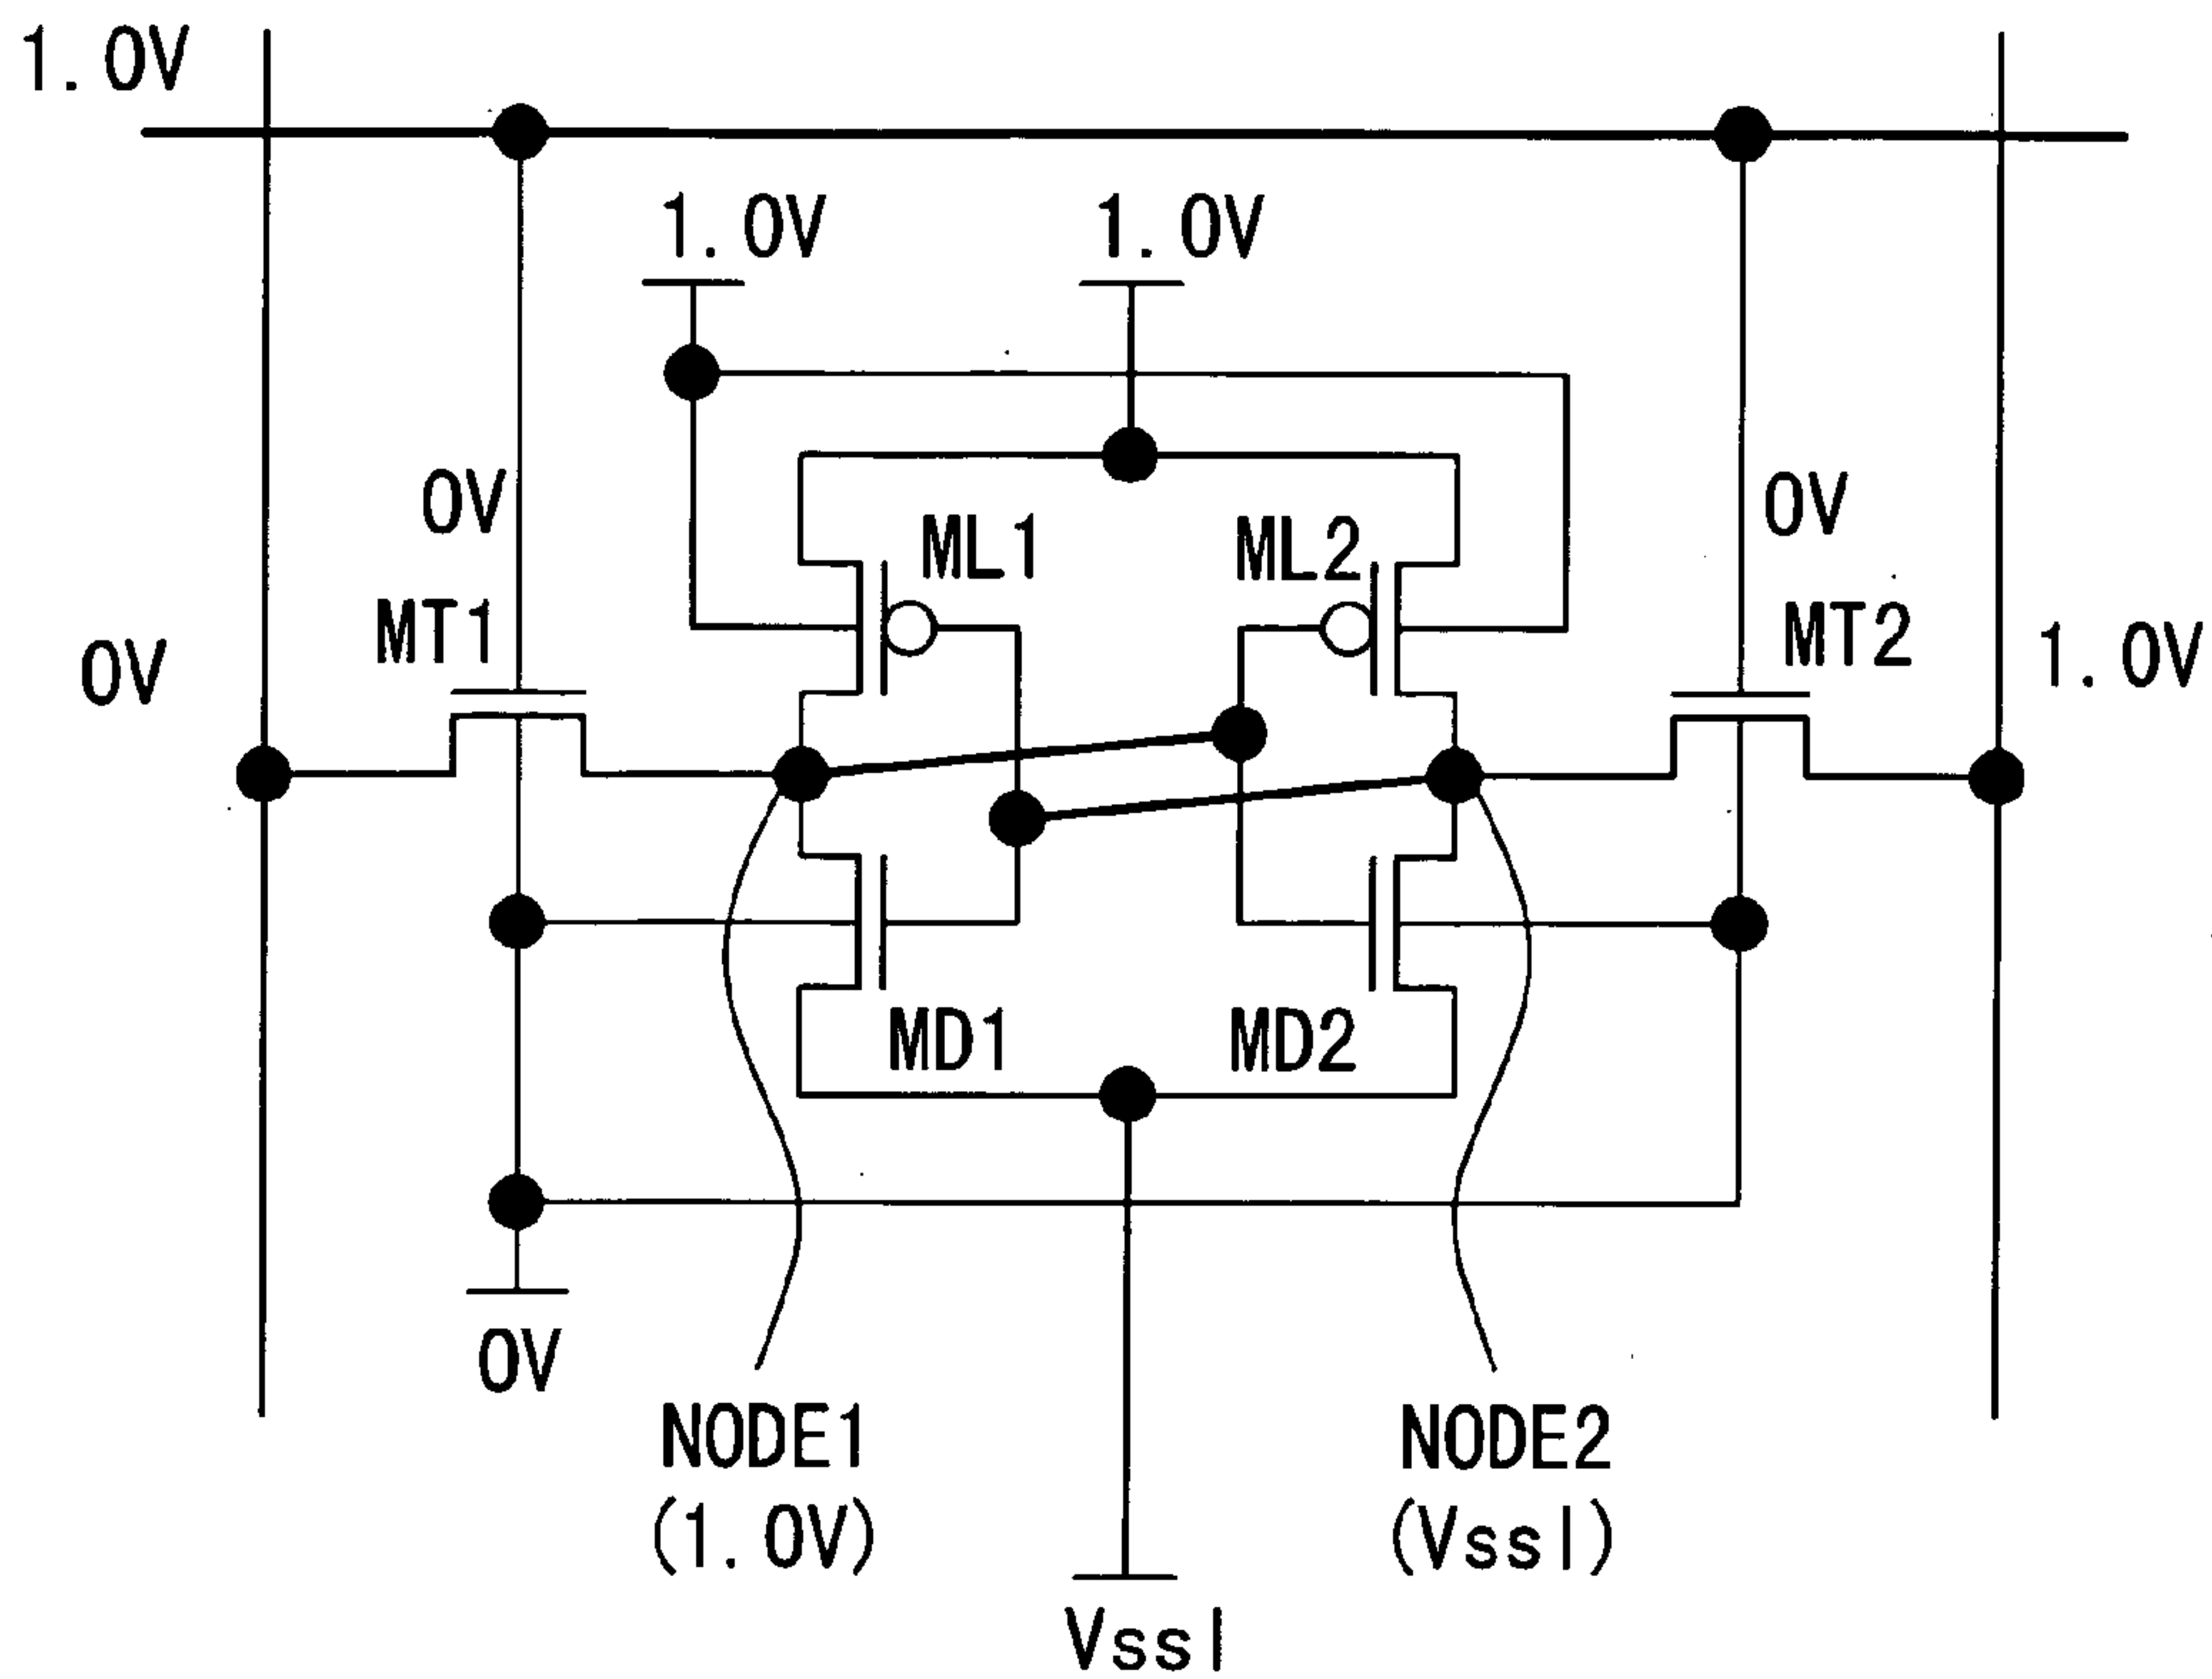 1.0V
1.0V
1.0V
0V
ML1
ML2
0V
MT1
MT2
0V
1.0V
MD1
MD2
0V
NODE1
(1.0V)
NODE2
(Vssl)
Vssl